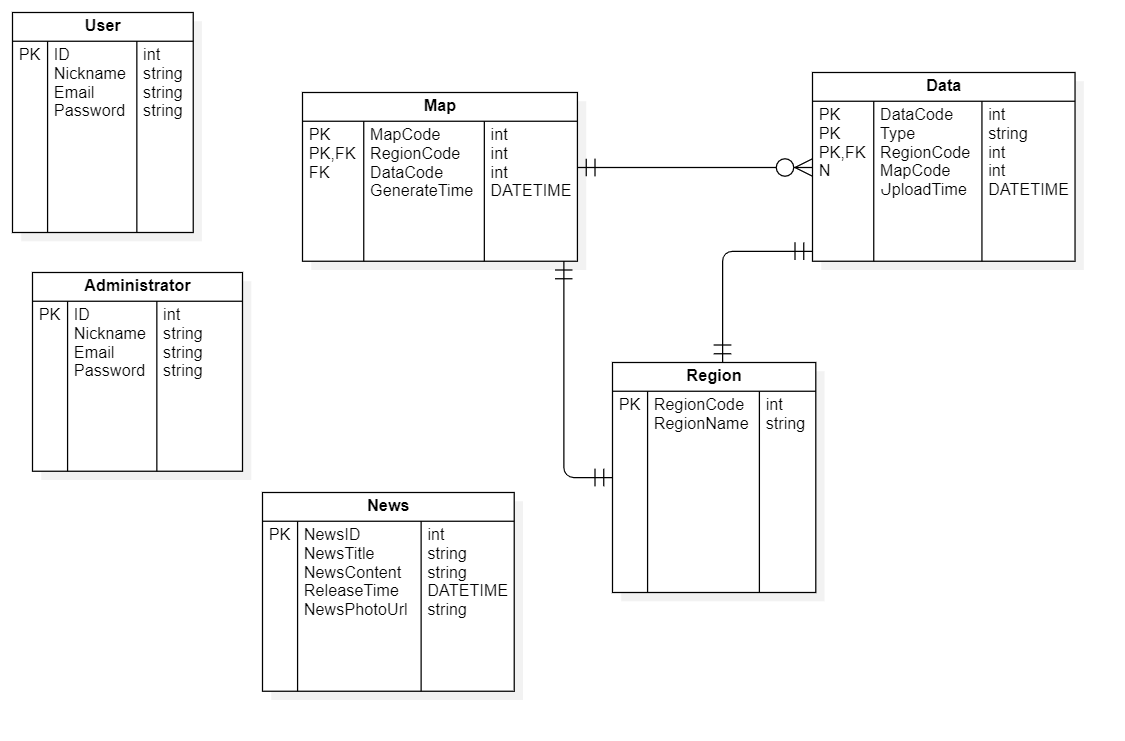 User
PK ID int
Nickname string
Email string
Password string
Map
PK MapCode int
PK,FK RegionCode int
FK DataCode int
GenerateTime DATETIME
Data
PK DataCode int
PK Type string
PK,FK RegionCode int
N MapCode int
JploadTime DATETIME
Administrator
PK ID int
Nickname string
Email string
Password string
Region
PK RegionCode int
RegionName string
News
PK NewsID int
NewsTitle string
NewsContent string
ReleaseTime DATETIME
NewsPhotoUrl string